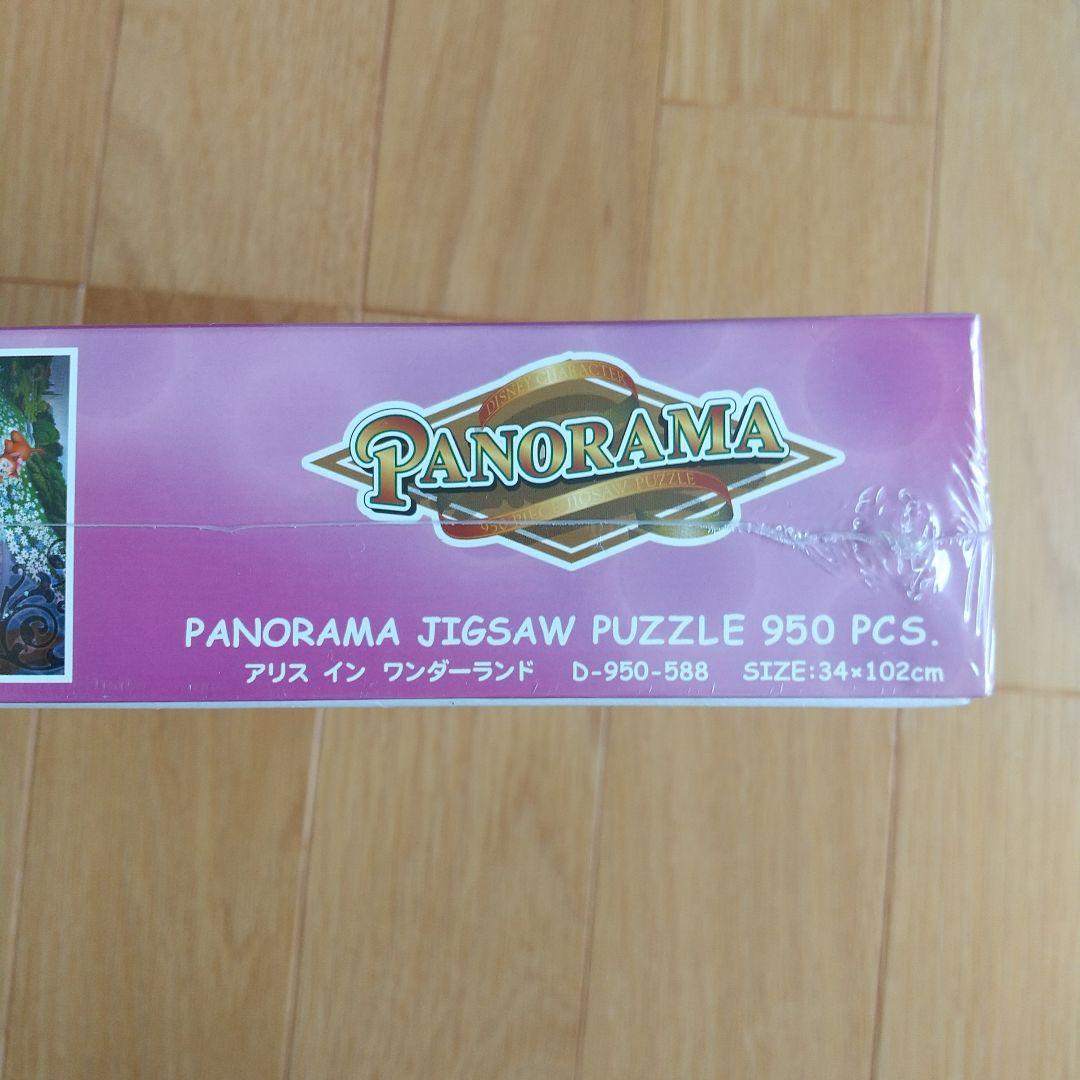 DISNEY CHARACTER
PANORAMA
950 PIECE JIGSAW PUZZLE
PANORAMA JIGSAW PUZZLE 950 PCS.
アリス イン ワンダーランド D-950-588 SIZE:34×102cm